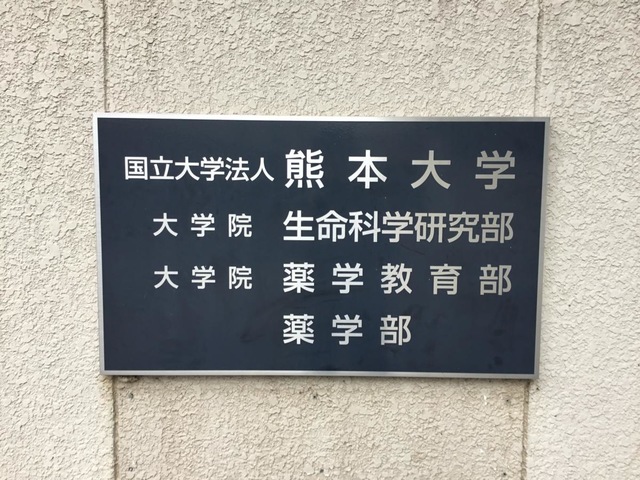 国立大学法人 熊本大学
大学院 生命科学研究部
大学院 薬学教育部
薬学部